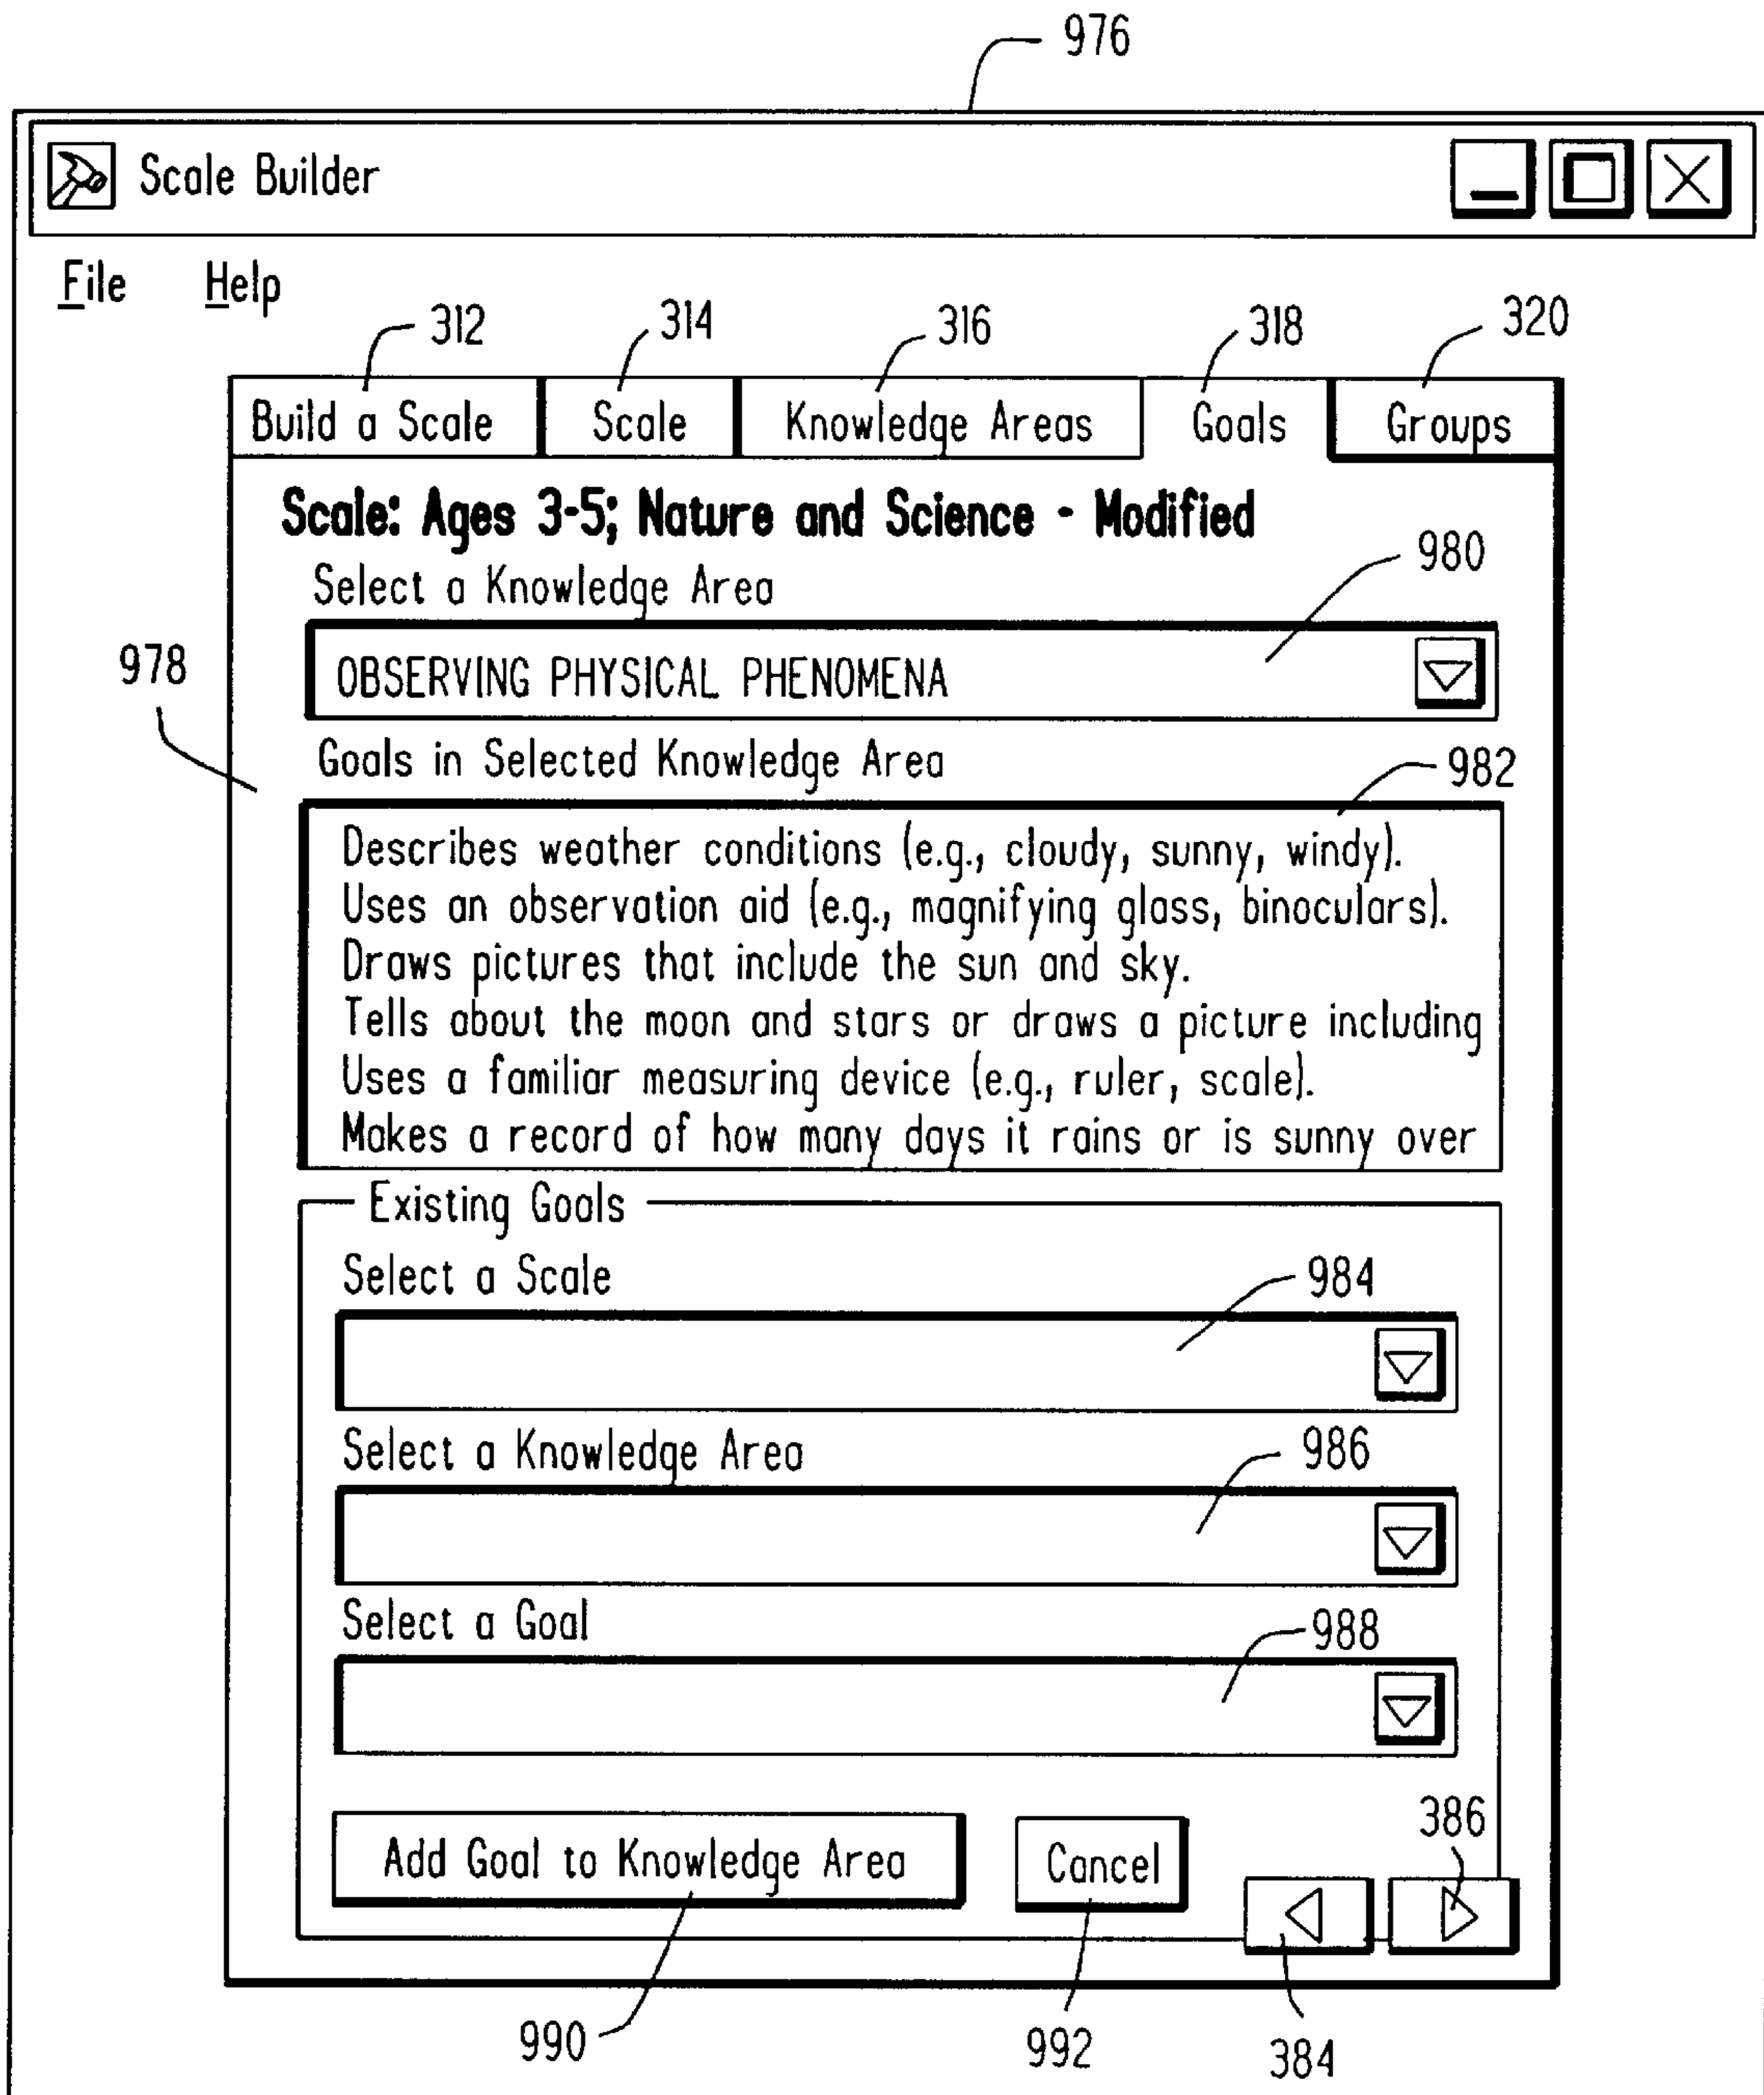 976
Scale Builder
File Help
312 314 316 318 320
Build a Scale Scale Knowledge Areas Goals Groups
Scale: Ages 3-5; Nature and Science - Modified
980
Select a Knowledge Area
978
OBSERVING PHYSICAL PHENOMENA
Goals in Selected Knowledge Area
982
Describes weather conditions (e.g., cloudy, sunny, windy).
Uses an observation aid (e.g., magnifying glass, binoculars).
Draws pictures that include the sun and sky.
Tells about the moon and stars or draws a picture including
Uses a familiar measuring device (e.g., ruler, scale).
Makes a record of how many days it rains or is sunny over
Existing Goals
Select a Scale
984
Select a Knowledge Area
986
Select a Goal
988
386
Add Goal to Knowledge Area Cancel
990 992 384